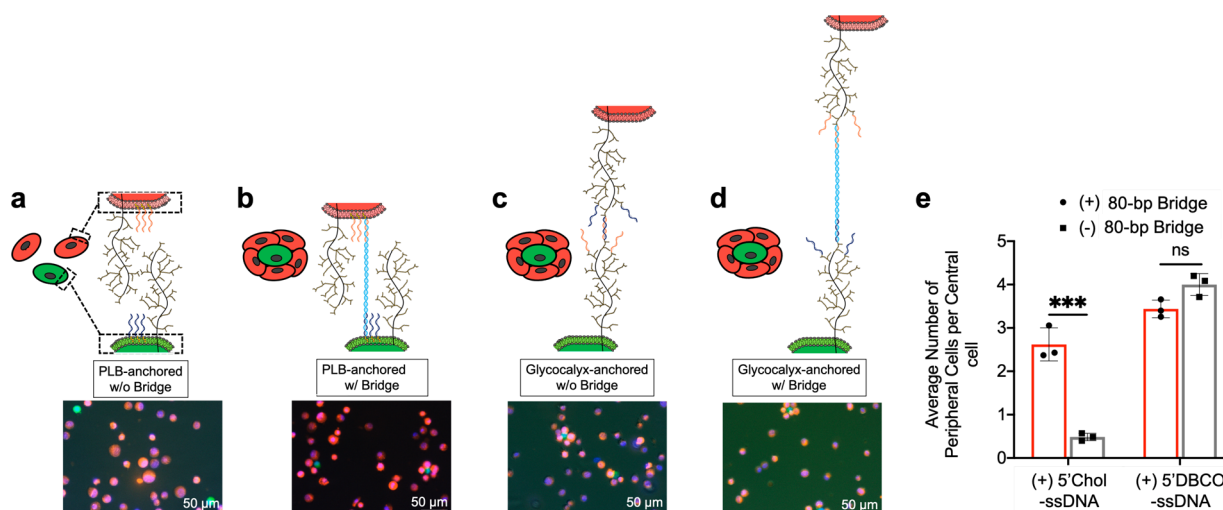 a
PLB-anchored
w/o Bridge
50 µm
b
PLB-anchored
w/ Bridge
50 µm
c
Glycocalyx-anchored
w/o Bridge
50 µm
d
Glycocalyx-anchored
w/ Bridge
50 µm
e
(+) 80-bp Bridge
(-) 80-bp Bridge
Average Number of
Peripheral Cells per Central
cell
5
4
3
2
1
0
***
ns
(+) 5'Chol
-ssDNA
(+) 5'DBCO
-ssDNA